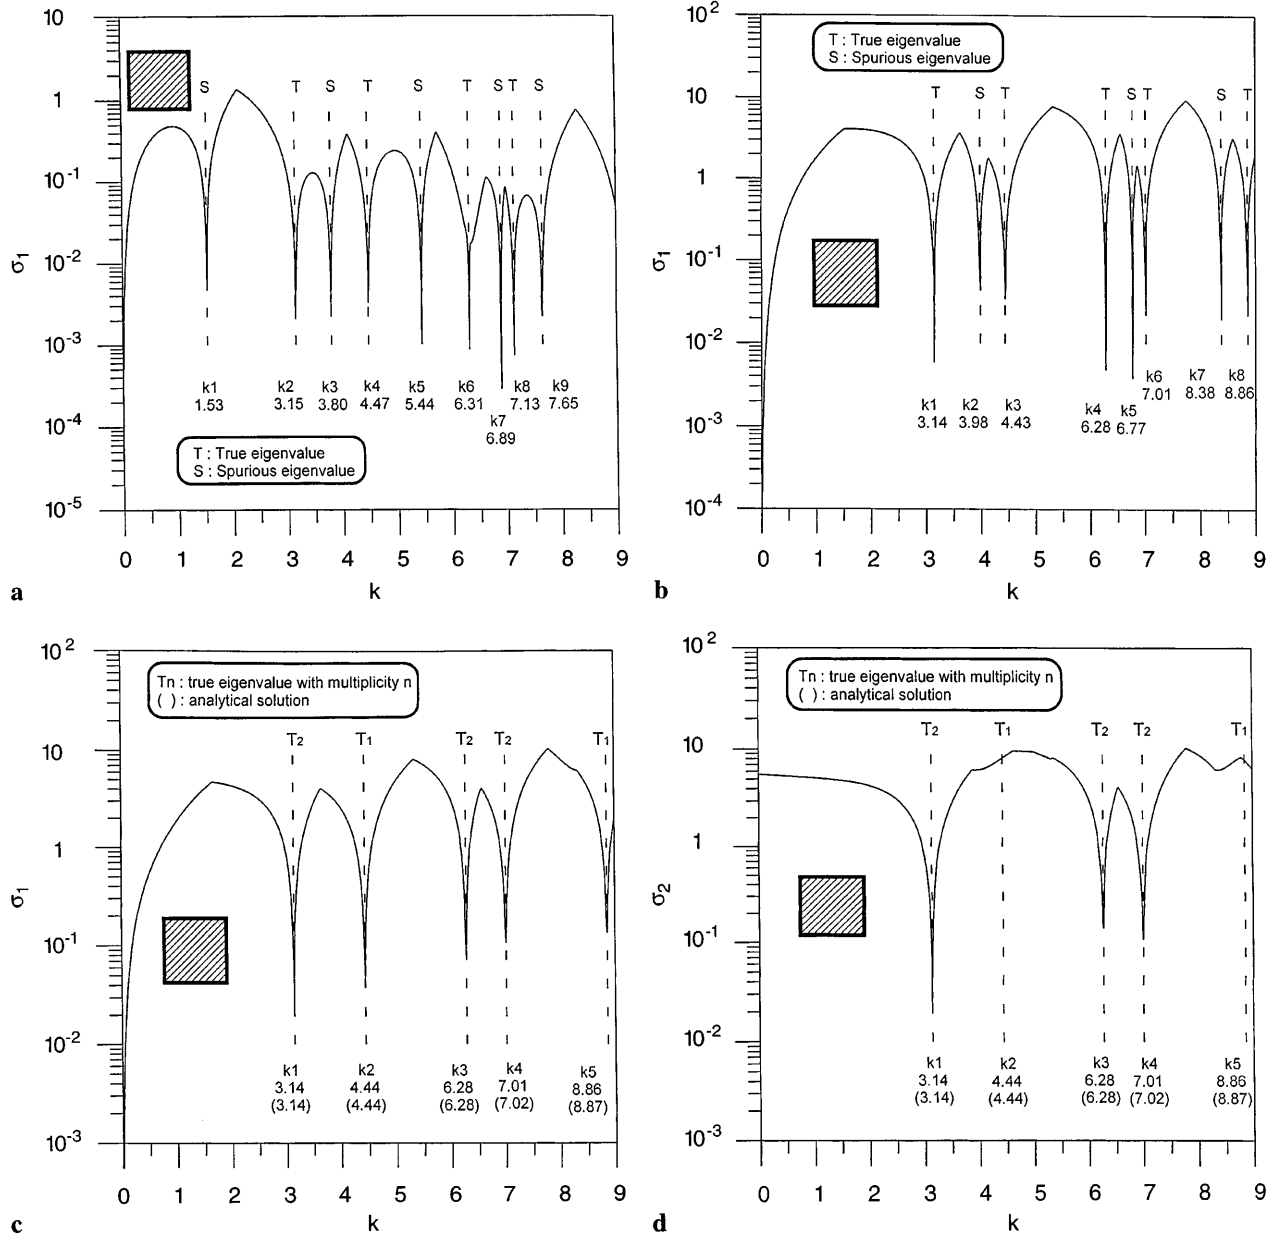 10
1
10-1
10-2
10-3
10-4
10-5
σ1
S T S T S T S T S
k1 k2 k3 k4 k5 k6 k8 k9
1.53 3.15 3.80 4.47 5.44 6.31 7.13 7.65
k7
6.89
T : True eigenvalue
S : Spurious eigenvalue
0 1 2 3 4 5 6 7 8 9
k
a
10 2
10
1
10-1
10-2
10-3
10-4
σ1
T : True eigenvalue
S : Spurious eigenvalue
T S T T S T S T
k6 k7 k8
7.01 8.38 8.86
k1 k2 k3 k4 k5
3.14 3.98 4.43 6.28 6.77
0 1 2 3 4 5 6 7 8 9
k
b
10 2
10
1
10-1
10-2
10-3
σ1
Tn : true eigenvalue with multiplicity n
( ) : analytical solution
T2 T1 T2 T2 T1
k1 k2 k3 k4 k5
3.14 4.44 6.28 7.01 8.86
(3.14) (4.44) (6.28) (7.02) (8.87)
0 1 2 3 4 5 6 7 8 9
k
c
10 2
10
1
10-1
10-2
10-3
σ2
Tn : true eigenvalue with multiplicity n
( ) : analytical solution
T2 T1 T2 T2 T1
k1 k2 k3 k4 k5
3.14 4.44 6.28 7.01 8.86
(3.14) (4.44) (6.28) (7.02) (8.87)
0 1 2 3 4 5 6 7 8 9
k
d